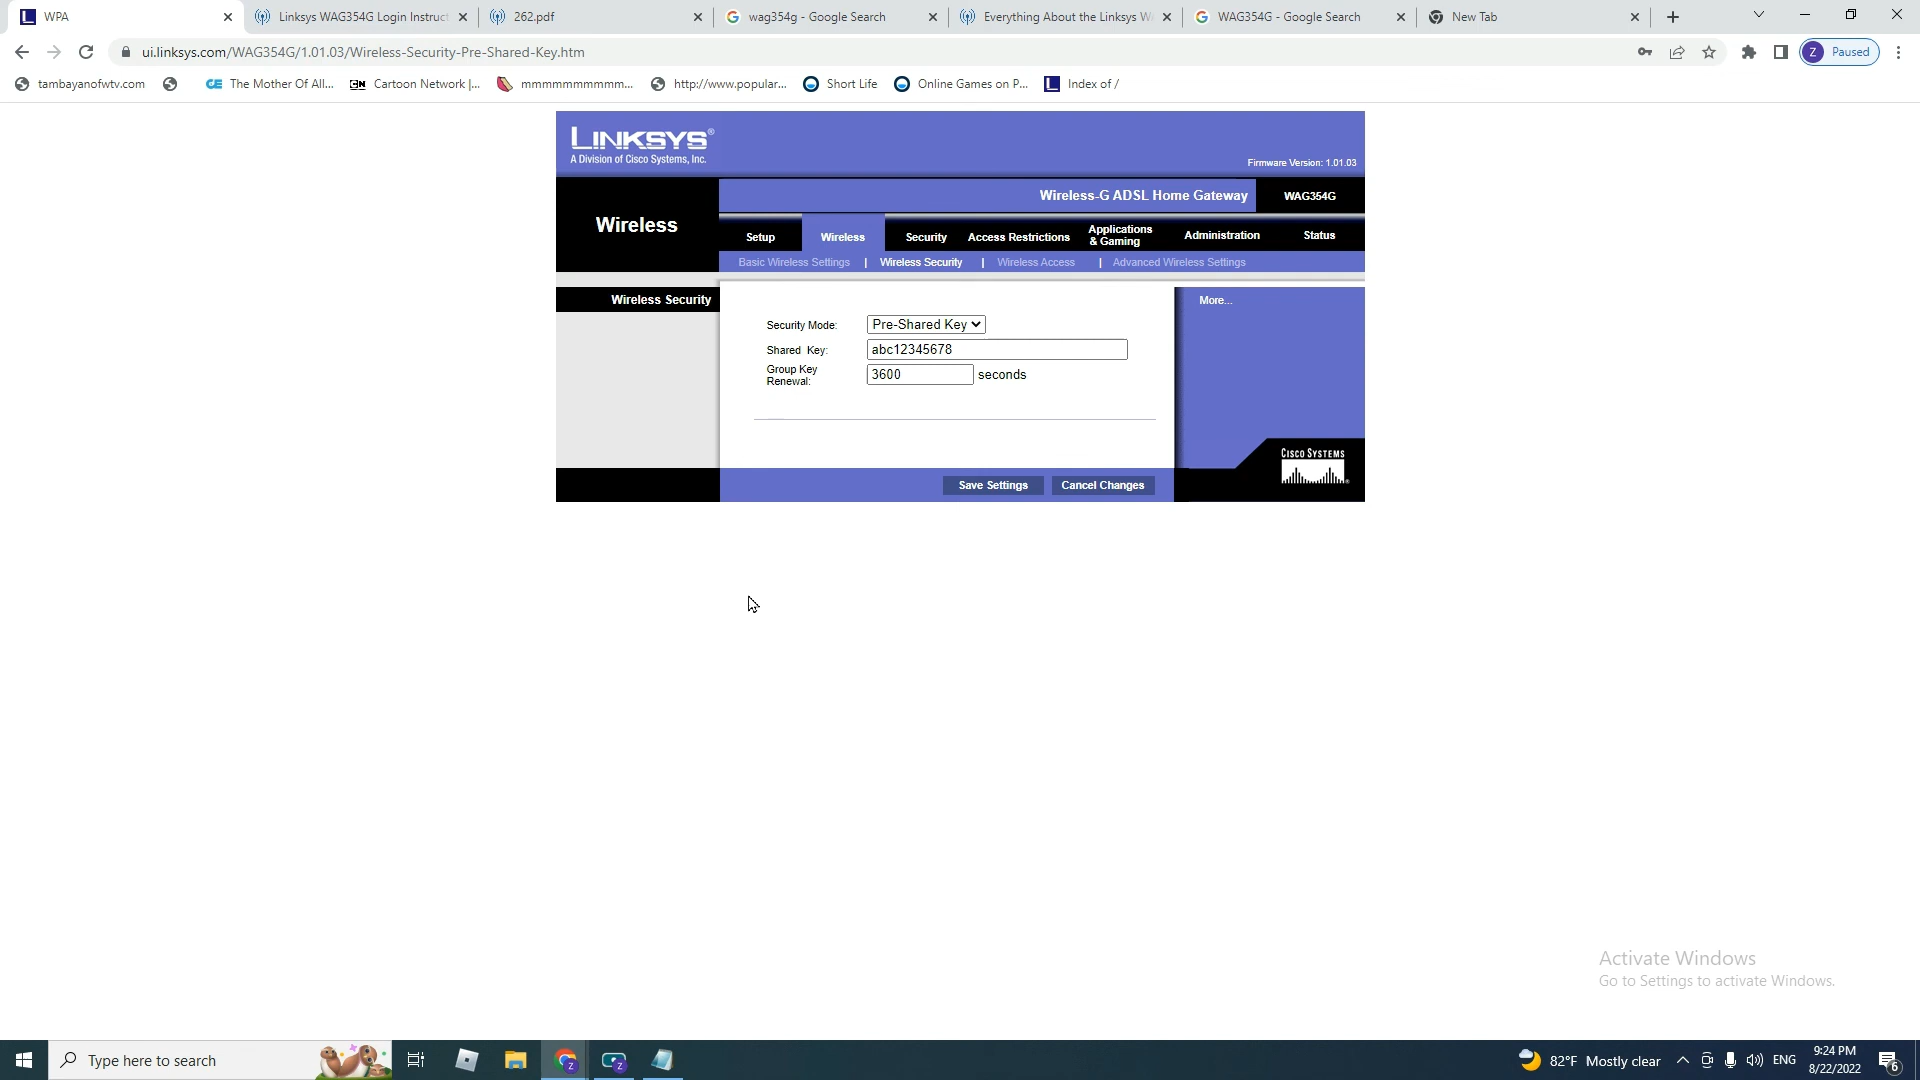 WPA
Linksys WAG354G Login Instruct
262.pdf
wag354g - Google Search
Everything About the Linksys W
WAG354G - Google Search
New Tab
ui.linksys.com/WAG354G/1.01.03/Wireless-Security-Pre-Shared-Key.htm
Z Paused
tambayanofwtv.com
The Mother Of All...
CN Cartoon Network |...
mmmmmmmmmm...
http://www.popular...
Short Life
Online Games on P...
Index of /
LINKSYS®
A Division of Cisco Systems, Inc.
Firmware Version: 1.01.03
Wireless-G ADSL Home Gateway
WAG354G
Wireless
Setup
Wireless
Security
Access Restrictions
Applications
& Gaming
Administration
Status
Basic Wireless Settings | Wireless Security | Wireless Access | Advanced Wireless Settings
Wireless Security
More...
Security Mode: Pre-Shared Key
Shared Key: abc12345678
Group Key
Renewal: 3600 seconds
CISCO SYSTEMS
Save Settings
Cancel Changes
Activate Windows
Go to Settings to activate Windows.
Type here to search
82°F Mostly clear
ENG
9:24 PM
8/22/2022
6